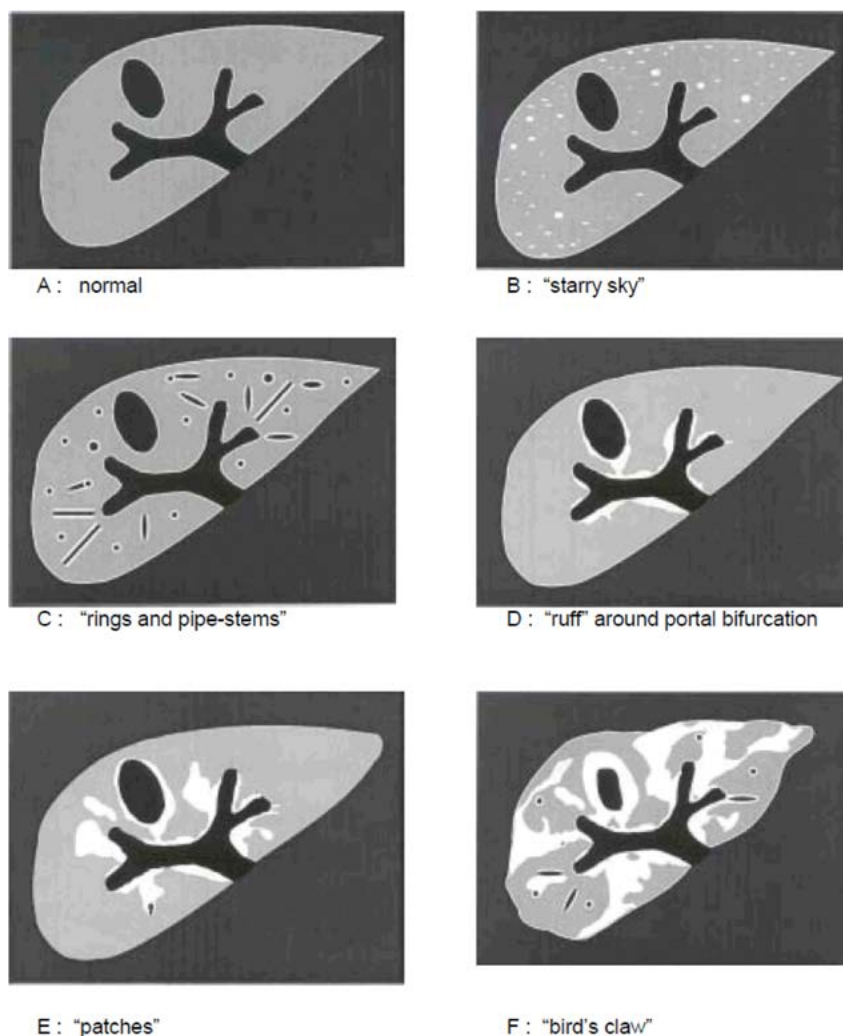 A : normal
B : “starry sky”
C : “rings and pipe-stems”
D : “ruff” around portal bifurcation
E : “patches”
F : “bird’s claw”